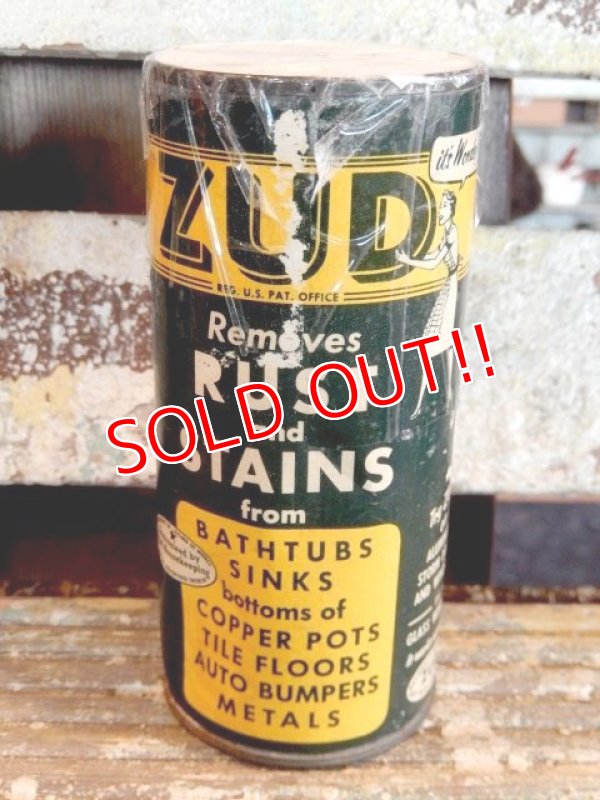 it's
ZUD
REG. U.S. PAT. OFFICE
Removes
RUST
and
STAINS
from
BATHTUBS
SINKS
bottoms of
COPPER POTS
TILE FLOORS
AUTO BUMPERS
METALS
SOLD OUT!!
GLASS